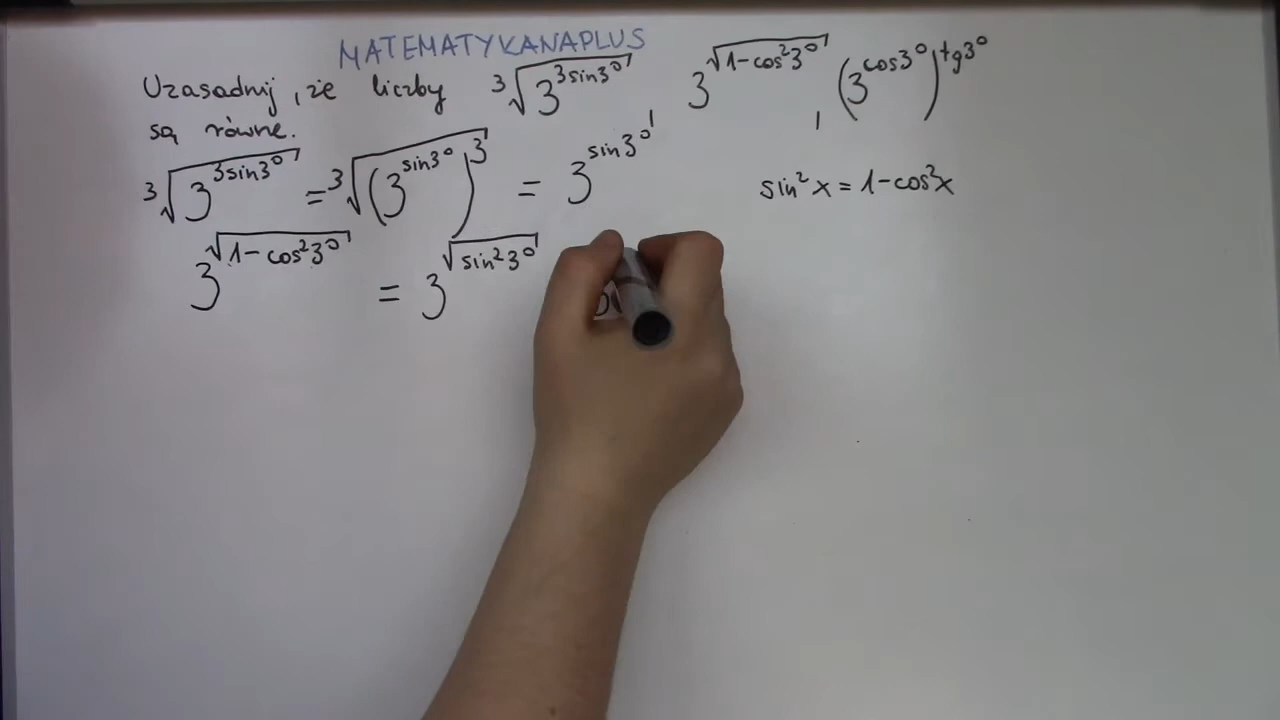 MATEMATYKANAPLUS
Uzasadnij, że liczby ∛(3^(3sin3°)), 3^(√(1-cos²3°)), (3^(cos3°))^(tg3°)
są równe.
∛(3^(3sin3°)) = ∛((3^(sin3°))^3) = 3^(sin3°)
sin²x = 1-cos²x
3^(√(1-cos²3°)) = 3^(√(sin²3°))